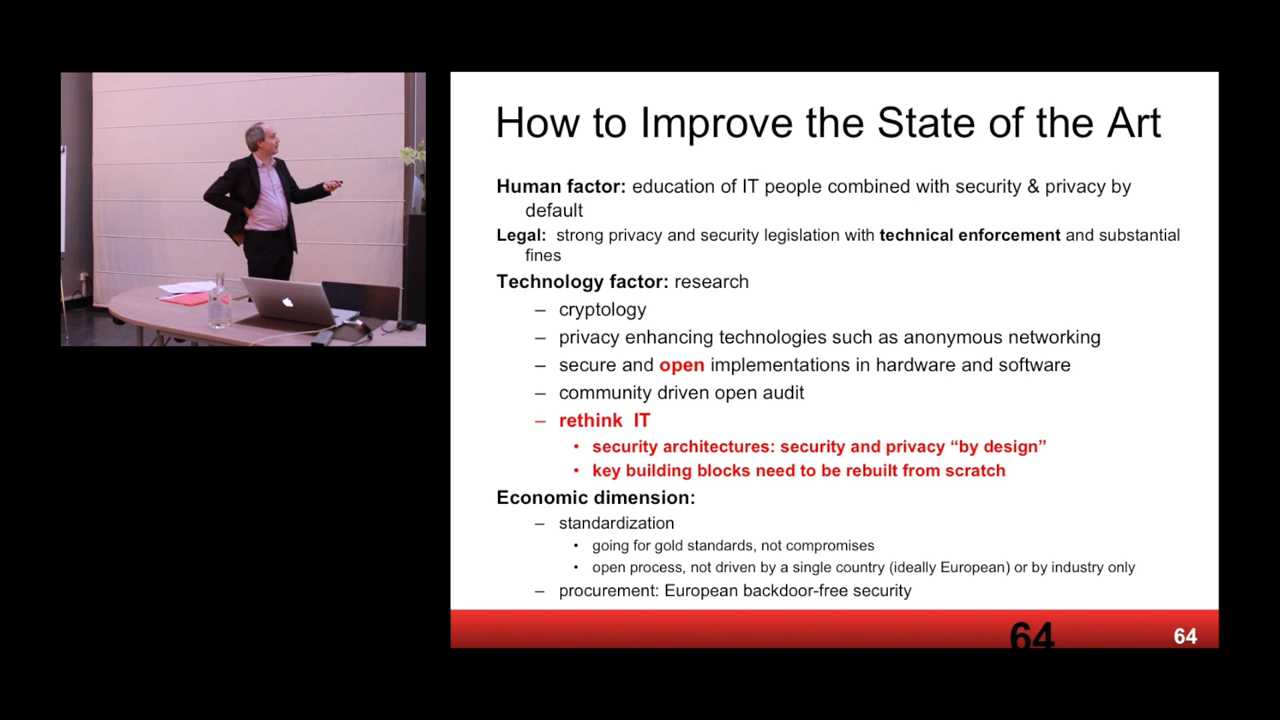 How to Improve the State of the Art
Human factor: education of IT people combined with security & privacy by
default
Legal:  strong privacy and security legislation with technical enforcement and substantial
fines
Technology factor: research
– cryptology
– privacy enhancing technologies such as anonymous networking
– secure and open implementations in hardware and software
– community driven open audit
– rethink  IT
• security architectures: security and privacy “by design”
• key building blocks need to be rebuilt from scratch
Economic dimension:
– standardization
• going for gold standards, not compromises
• open process, not driven by a single country (ideally European) or by industry only
– procurement: European backdoor-free security
64 64